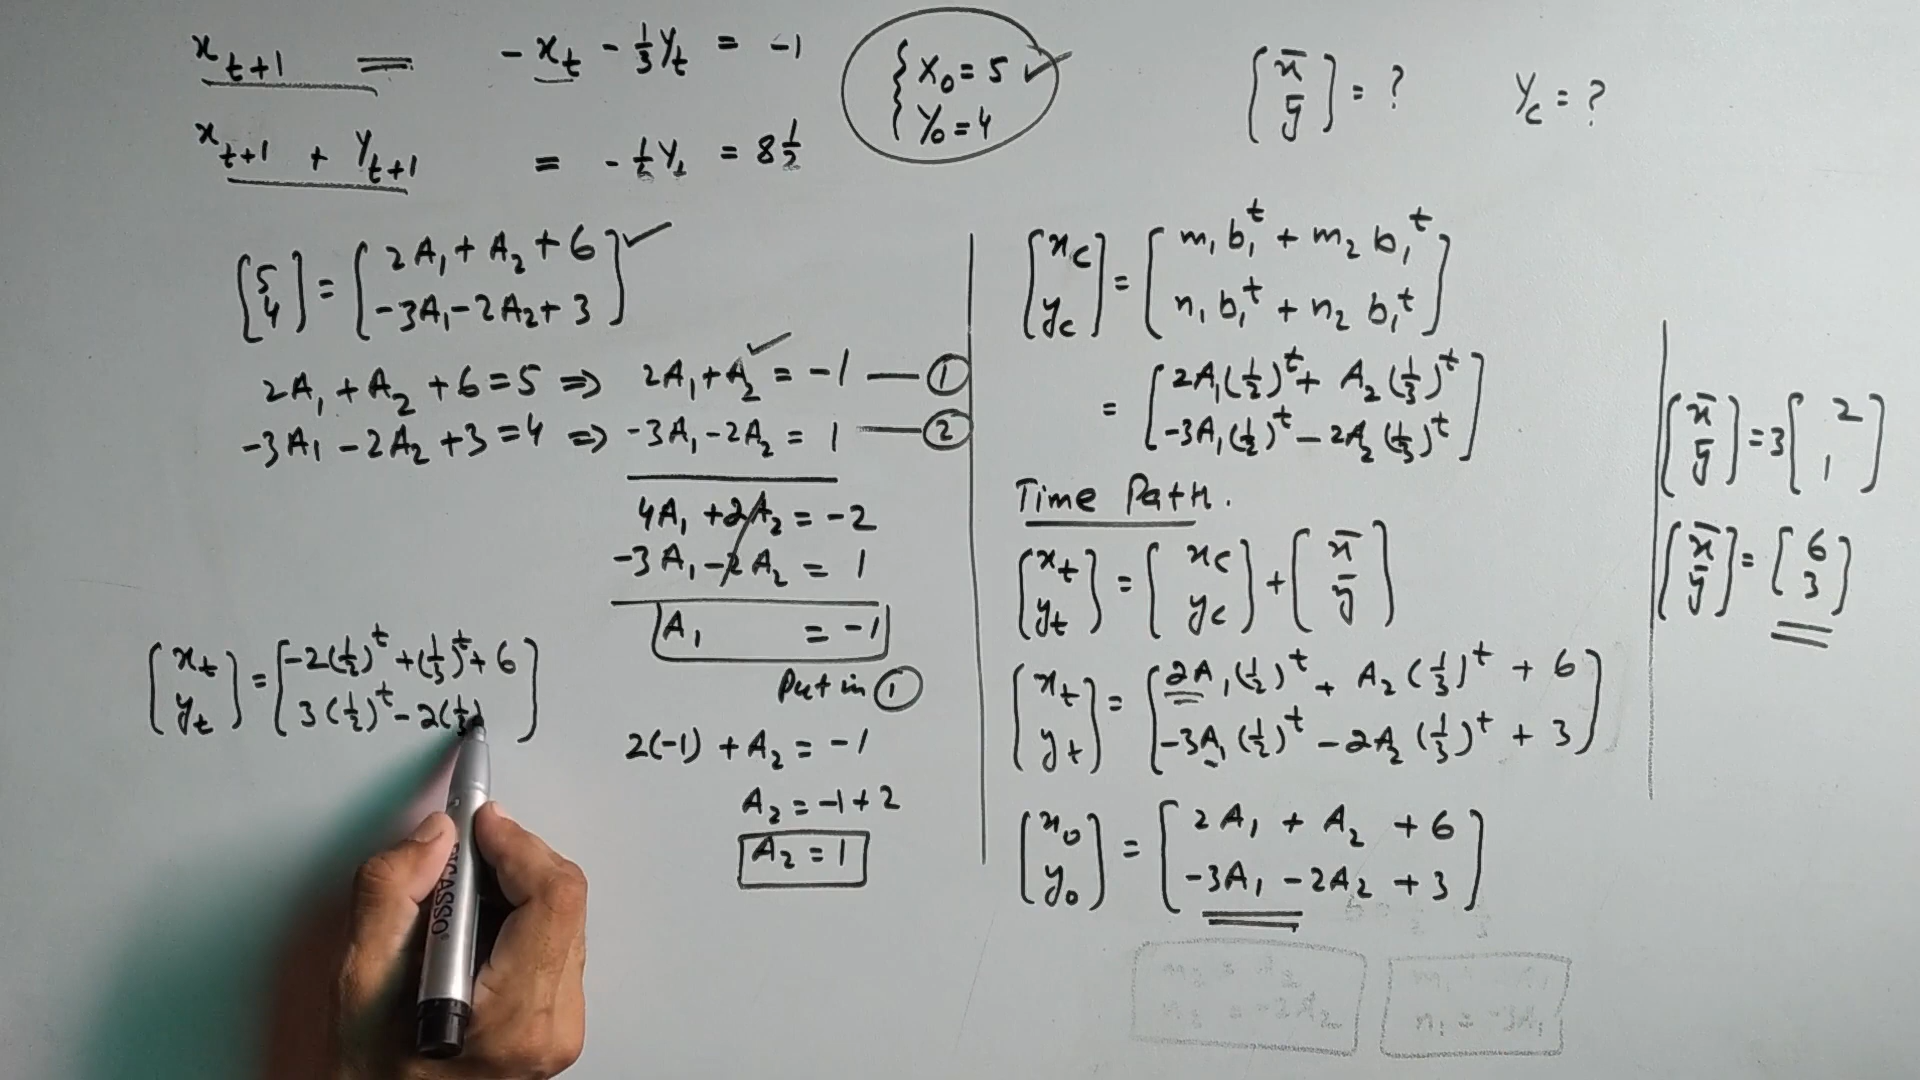 x_{t+1} = -x_t - 1/3 y_t = -1
x_{t+1} + y_{t+1} = - y_t = 8 1/2
{ x_0 = 5 ✓
y_0 = 4
[x̄ ȳ] = ?
y_c = ?
[5 4] = [2A_1 + A_2 + 6
-3A_1 - 2A_2 + 3] ✓
2A_1 + A_2 + 6 = 5 ⇒ 2A_1 + A_2 = -1 — ①
-3A_1 - 2A_2 + 3 = 4 ⇒ -3A_1 - 2A_2 = 1 — ②
4A_1 + 2A_2 = -2
-3A_1 - 2A_2 = 1
A_1 = -1
Put in ①
2(-1) + A_2 = -1
A_2 = -1 + 2
A_2 = 1
[x_t y_t] = [-2(1/2)^t + (1/3)^t + 6
3(1/2)^t - 2(1/3)]
[x_c y_c] = [m_1 b_1^t + m_2 b_1^t
n_1 b_1^t + n_2 b_1^t]
= [2A_1(1/2)^t + A_2(1/3)^t
-3A_1(1/2)^t - 2A_2(1/3)^t]
Time Path.
[x_t y_t] = [x_c y_c] + [x̄ ȳ]
[x_t y_t] = [2A_1(1/2)^t + A_2(1/3)^t + 6
-3A_1(1/2)^t - 2A_2(1/3)^t + 3]
[x_0 y_0] = [2A_1 + A_2 + 6
-3A_1 - 2A_2 + 3]
[x̄ ȳ] = 3[2 1]
[x̄ ȳ] = [6 3]
= -2A_2
n_1 = -3A_1
PICASSO